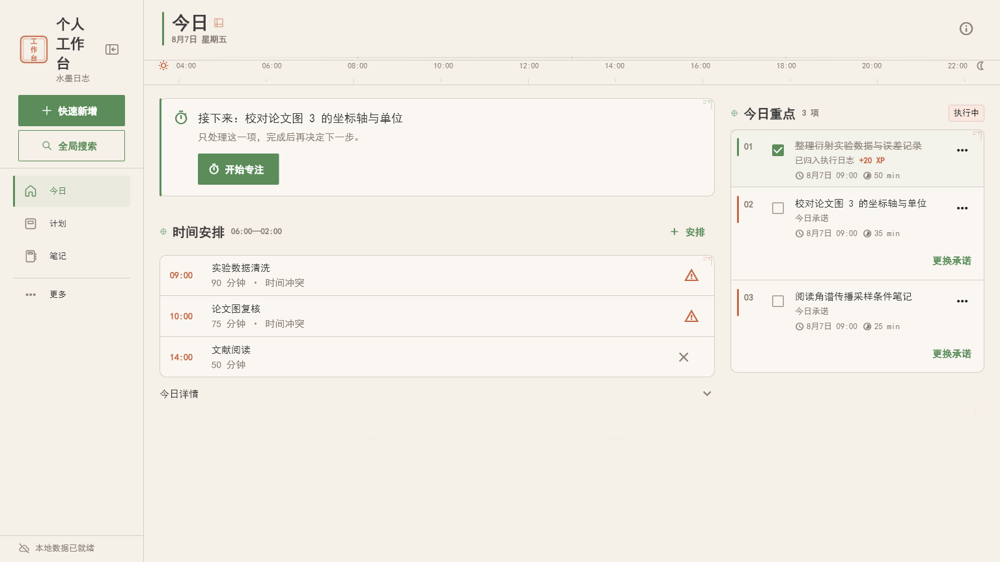 工作台
个人
工作
台
水墨日志
快速新增
全局搜索
今日
计划
笔记
更多
本地数据已就绪
今日
8月7日 星期五
04:00 06:00 08:00 10:00 12:00 14:00 16:00 18:00 20:00 22:00
接下来: 校对论文图 3 的坐标轴与单位
只处理这一项, 完成后再决定下一步。
开始专注
时间安排 06:00—02:00
安排
09:00
实验数据清洗
90 分钟 · 时间冲突
10:00
论文图复核
75 分钟 · 时间冲突
14:00
文献阅读
50 分钟
今日详情
今日重点 3 项
执行中
01
整理衍射实验数据与误差记录
已归入执行日志 +20 XP
8月7日 09:00 50 min
02
校对论文图 3 的坐标轴与单位
今日承诺
8月7日 09:00 35 min
更换承诺
03
阅读角谱传播采样条件笔记
今日承诺
8月7日 09:00 25 min
更换承诺